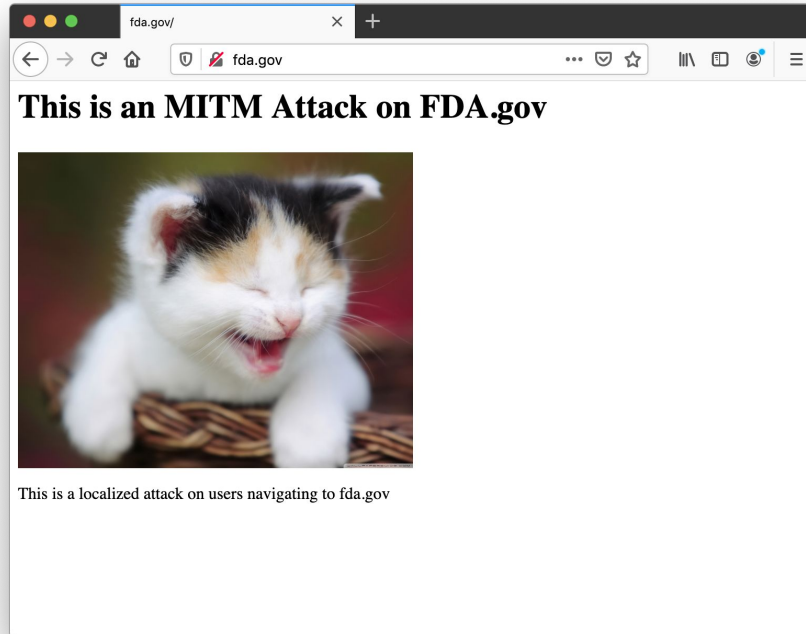 fda.gov/
fda.gov
This is an MITM Attack on FDA.gov
This is a localized attack on users navigating to fda.gov